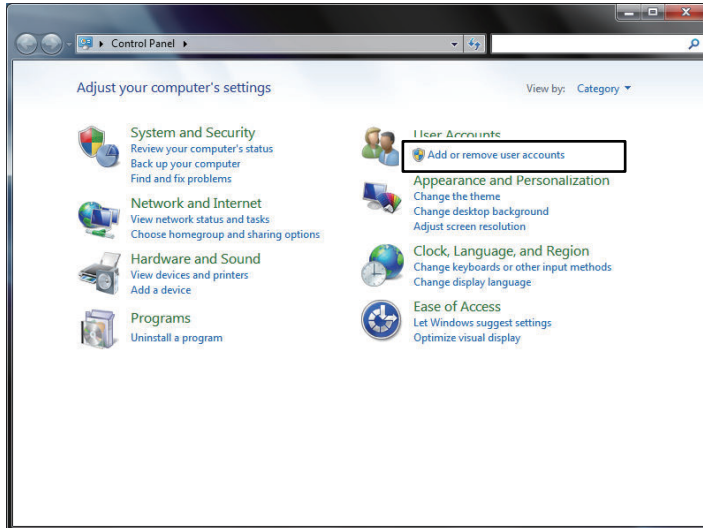 Control Panel
Adjust your computer's settings
View by: Category
System and Security
Review your computer's status
Back up your computer
Find and fix problems
Network and Internet
View network status and tasks
Choose homegroup and sharing options
Hardware and Sound
View devices and printers
Add a device
Programs
Uninstall a program
User Accounts
Add or remove user accounts
Appearance and Personalization
Change the theme
Change desktop background
Adjust screen resolution
Clock, Language, and Region
Change keyboards or other input methods
Change display language
Ease of Access
Let Windows suggest settings
Optimize visual display